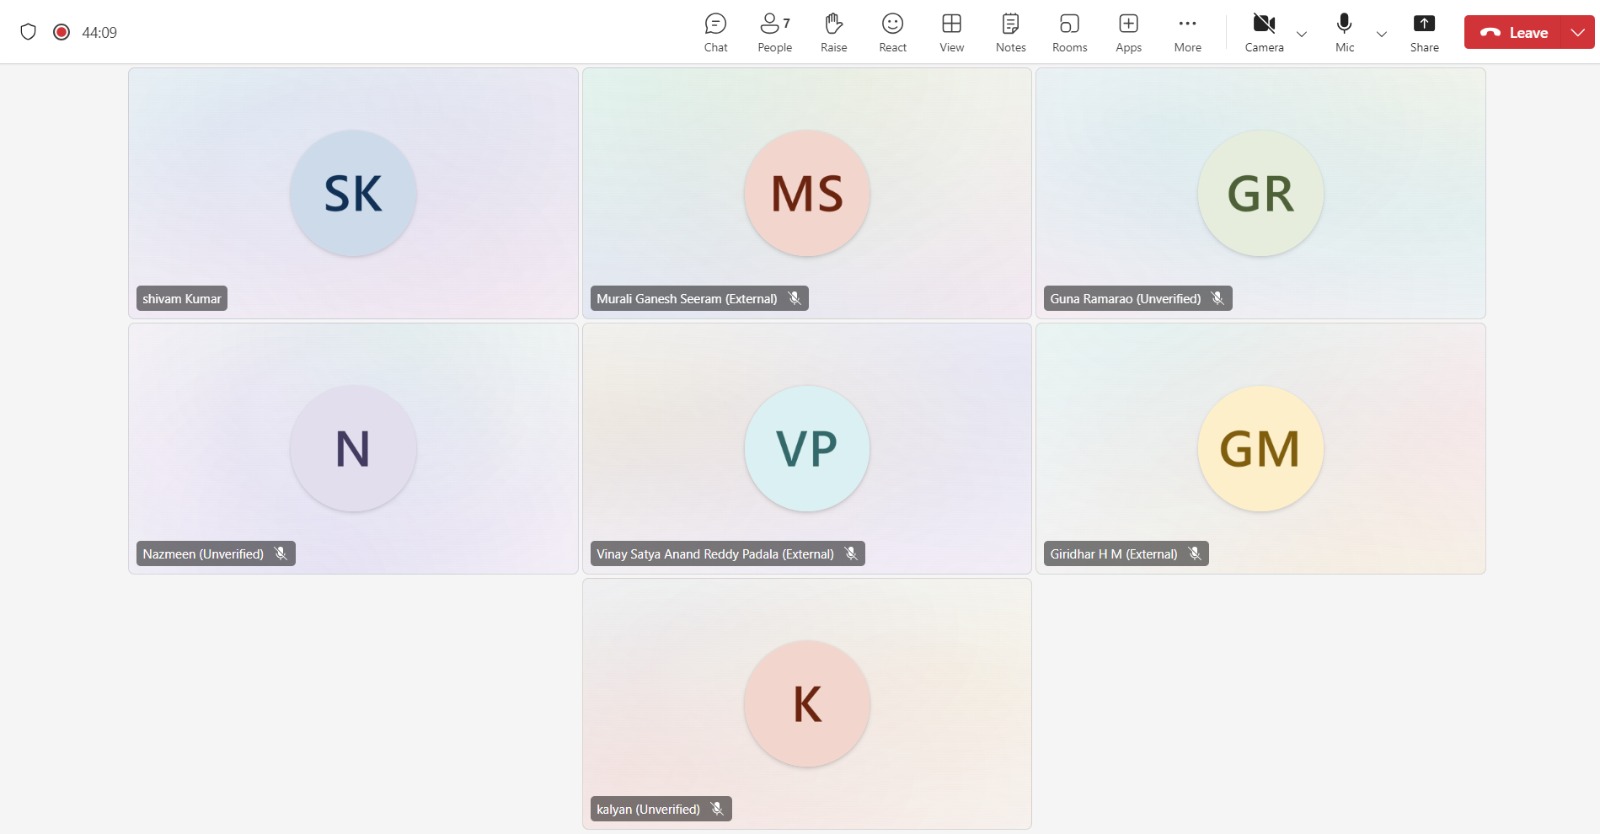 44:09
Chat
People 7
Raise
React
View
Notes
Rooms
Apps
More
Camera
Mic
Share
Leave
SK
shivam Kumar
MS
Murali Ganesh Seeram (External)
GR
Guna Ramarao (Unverified)
N
Nazmeen (Unverified)
VP
Vinay Satya Anand Reddy Padala (External)
GM
Giridhar H M (External)
K
kalyan (Unverified)